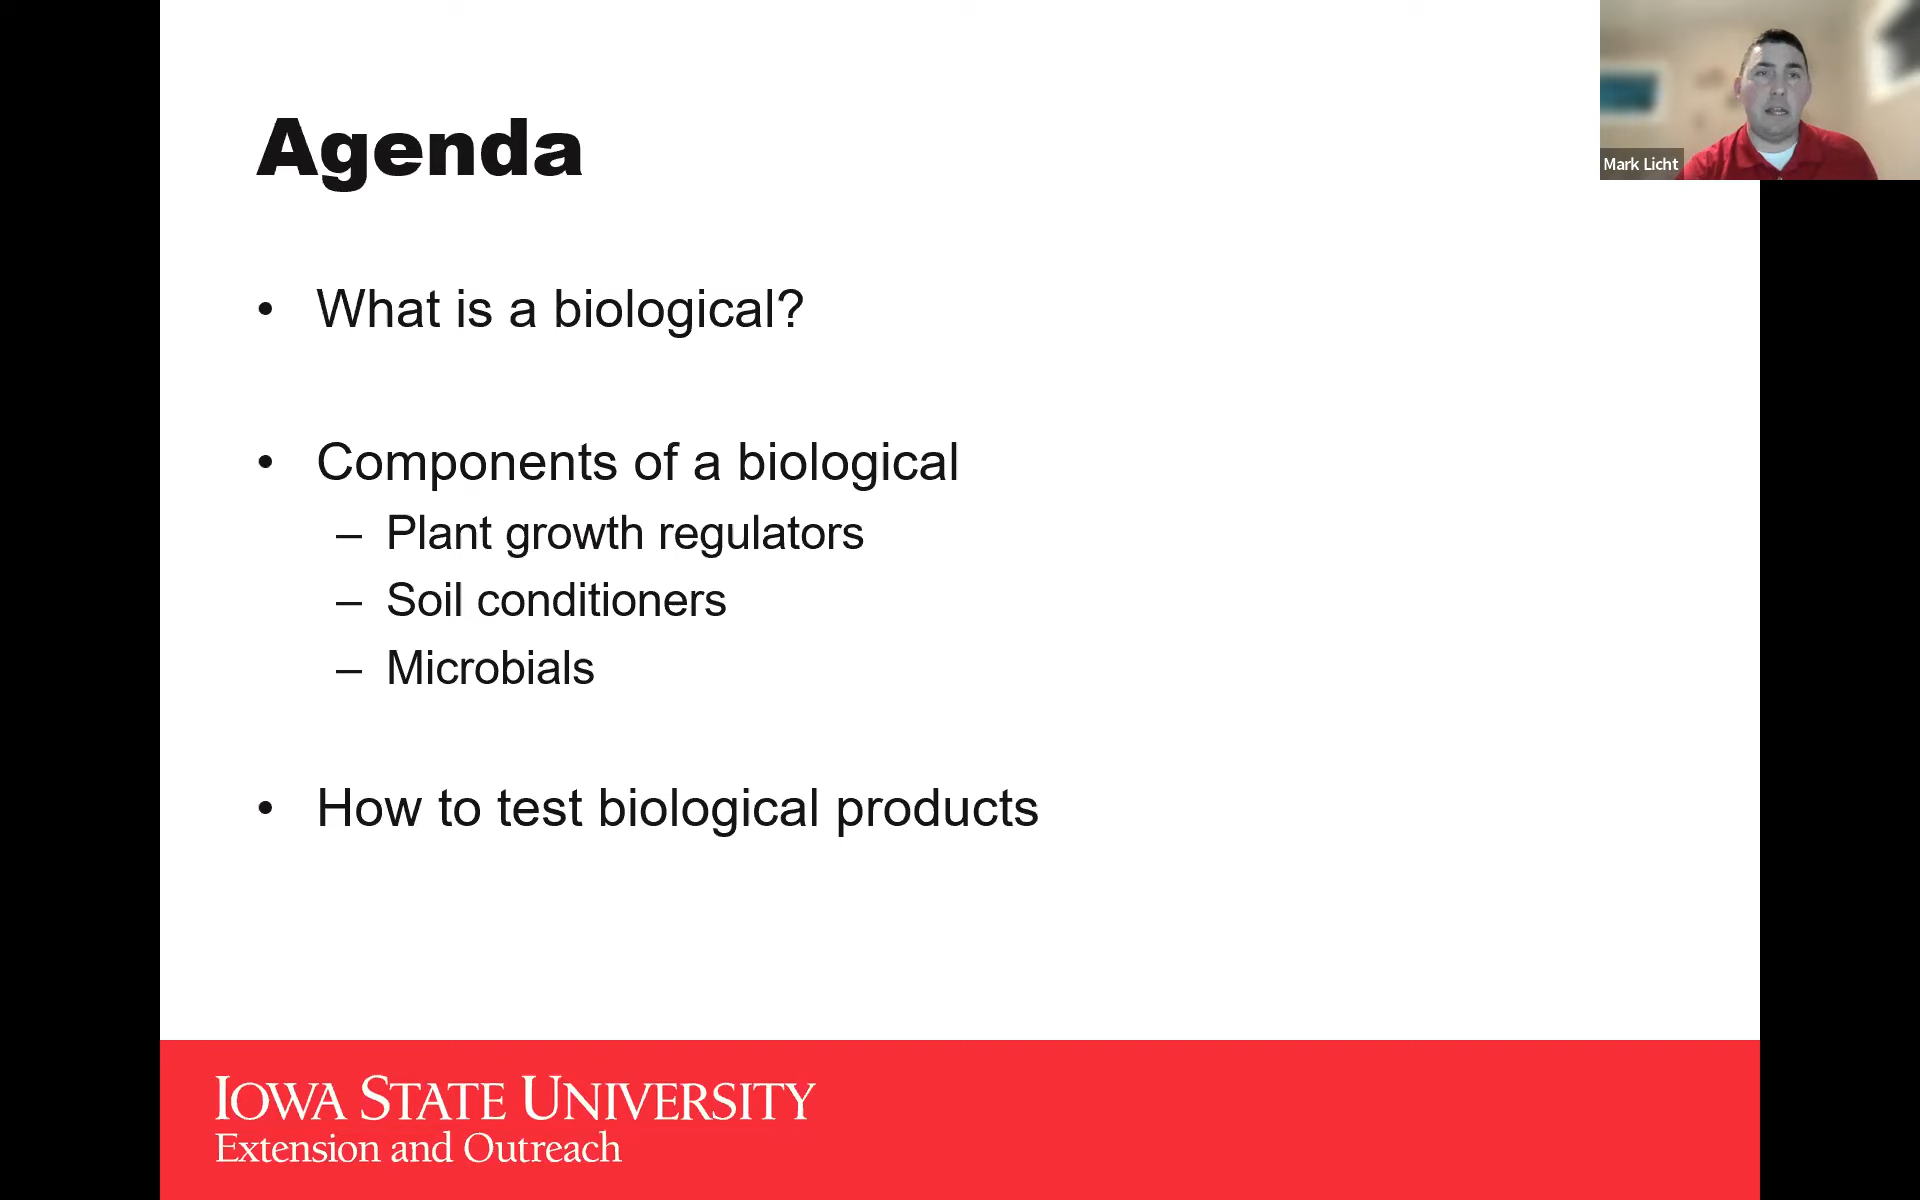 Agenda
Mark Licht
• What is a biological?
• Components of a biological
– Plant growth regulators
– Soil conditioners
– Microbials
• How to test biological products
IOWA STATE UNIVERSITY
Extension and Outreach